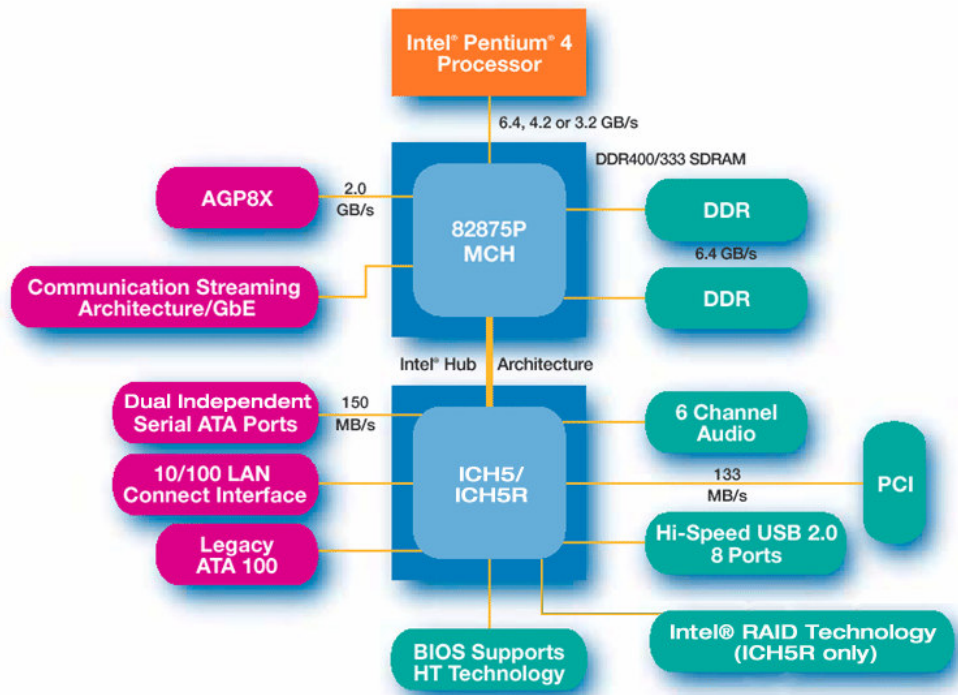 Intel® Pentium® 4
Processor
6.4, 4.2 or 3.2 GB/s
DDR400/333 SDRAM
AGP8X
2.0
GB/s
82875P
MCH
DDR
6.4 GB/s
DDR
Communication Streaming
Architecture/GbE
Intel® Hub Architecture
Dual Independent
Serial ATA Ports
150
MB/s
6 Channel
Audio
10/100 LAN
Connect Interface
ICH5/
ICH5R
133
MB/s
PCI
Legacy
ATA 100
Hi-Speed USB 2.0
8 Ports
BIOS Supports
HT Technology
Intel® RAID Technology
(ICH5R only)